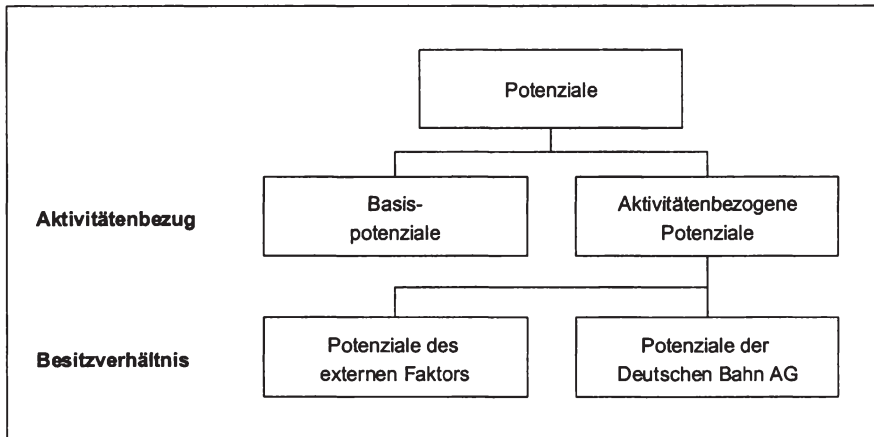 Potenziale
Aktivitätenbezug
Basis-
potenziale
Aktivitätenbezogene
Potenziale
Besitzverhältnis
Potenziale des
externen Faktors
Potenziale der
Deutschen Bahn AG